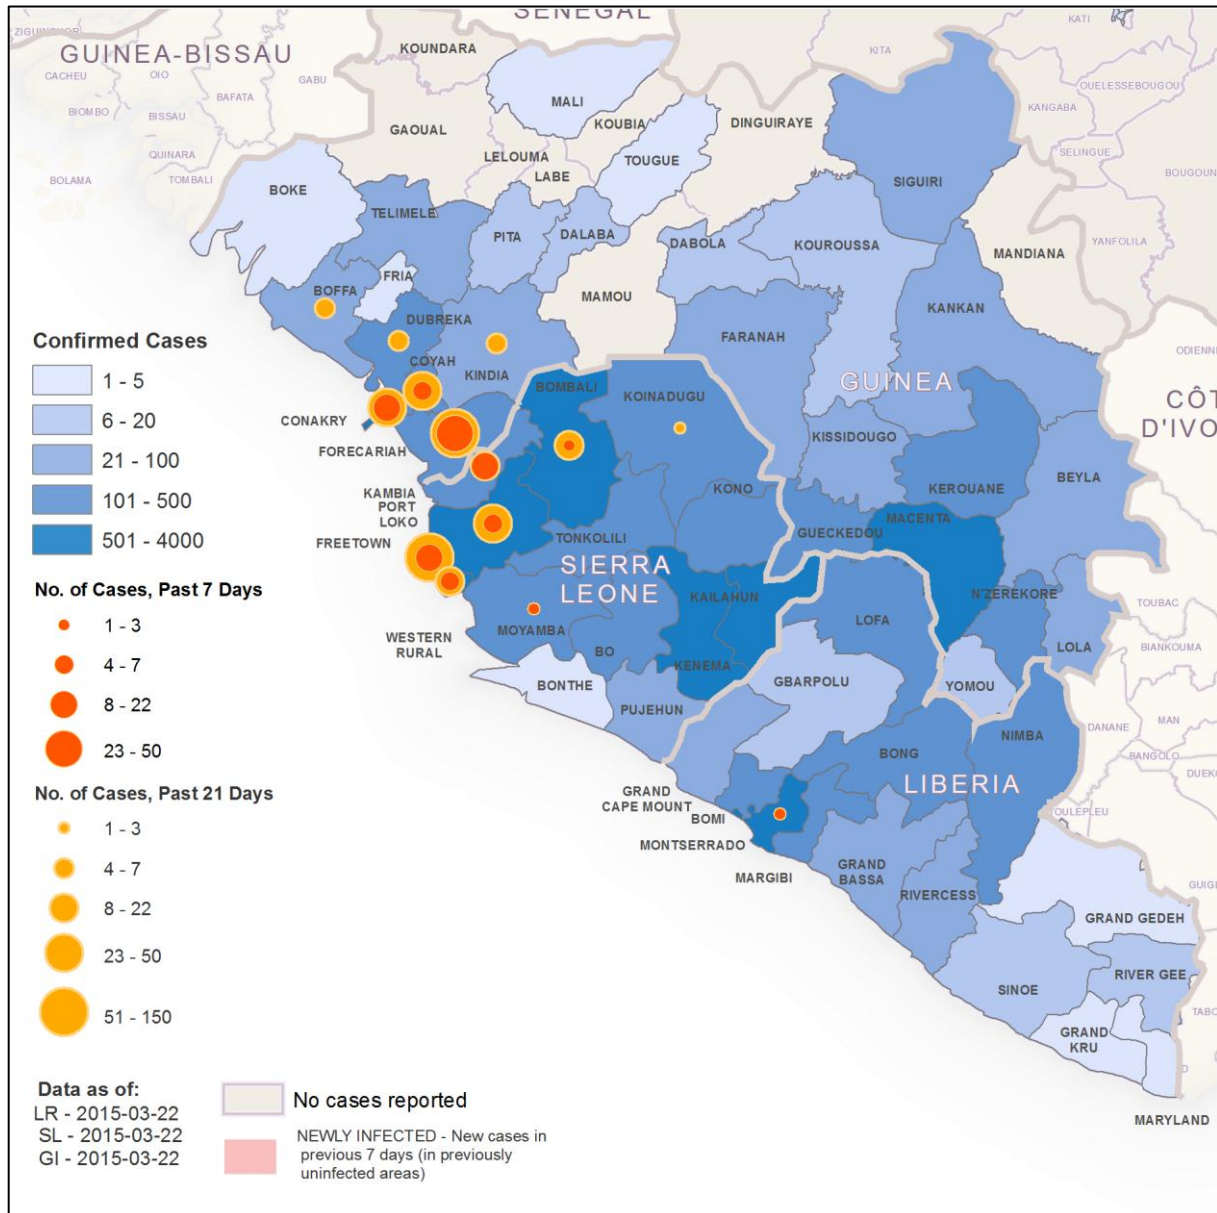 SENEGAL
KATI
ZIGUINCHOR
KOUNDARA
KITA
GUINEA-BISSAU
CACHEU
OIO
GABU
OUELESSEBOUGOU
BAFATA
MALI
KANGABA
BIOMBO
BISSAU
KOUBIA
DINGUIRAYE
GAOUAL
SELINGUE
QUINARA
LELOUMA
TOUGUE
LABE
BOLAMA
TOMBALI
BOKE
SIGUIRI
TELIMELE
PITA
DALABA
DABOLA
KOUROUSSA
YANFOLILA
MANDIANA
FRIA
BOFFA
MAMOU
KANKAN
DUBREKA
FARANAH
Confirmed Cases
COYAH
ODIENNE
1 - 5
KINDIA
BOMBALI
GUINEA
6 - 20
KOINADUGU
CÔT
D'IVO
CONAKRY
21 - 100
FORECARIAH
KISSIDOUGO
101 - 500
BEYLA
KAMBIA
KONO
KEROUANE
PORT
LOKO
MACENTA
501 - 4000
FREETOWN
TONKOLILI
GUECKEDOU
SIERRA
LEONE
No. of Cases, Past 7 Days
KAILAHUN
N'ZEREKORE
TOUBAC
1 - 3
LOFA
WESTERN
RURAL
MOYAMBA
BO
LOLA
BIANKOUMA
4 - 7
KENEMA
GBARPOLU
YOMOU
BONTHE
8 - 22
PUJEHUN
DANANE
MAN
NIMBA
23 - 50
BONG
BANGOLO
No. of Cases, Past 21 Days
GRAND
CAPE MOUNT
LIBERIA
DUEKO
1 - 3
BOMI
TOULEPLEU
MONTSERRADO
4 - 7
MARGIBI
GRAND
BASSA
GUIGL
RIVERCESS
8 - 22
GRAND GEDEH
23 - 50
RIVER GEE
SINOE
51 - 150
TABO
GRAND
KRU
Data as of:
LR - 2015-03-22
SL - 2015-03-22
GI - 2015-03-22
No cases reported
MARYLAND
NEWLY INFECTED - New cases in
previous 7 days (in previously
uninfected areas)